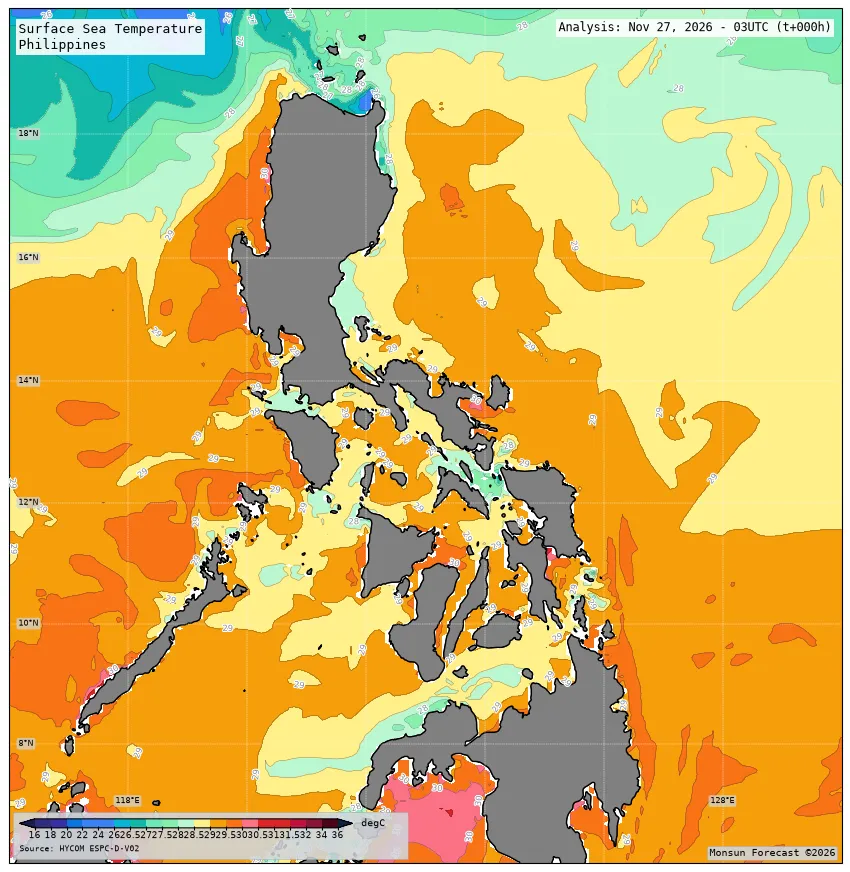 Surface Sea Temperature
Philippines
Analysis: Nov 27, 2026 - 03UTC (t+000h)
18°N
16°N
14°N
12°N
10°N
8°N
118°E
128°E
16 18 20 22 24 26 26.5 27 27.5 28 28.5 29 29.5 30 30.5 31 31.5 32 34 36 degC
Source: HYCOM ESPC-D-V02
Monsun Forecast ©2026